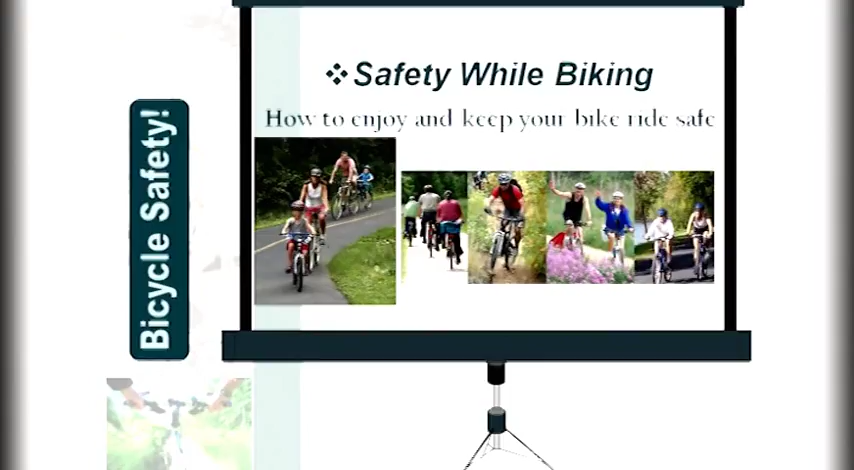 Safety While Biking
How to enjoy and keep your bike ride safe
Bicycle Safety!